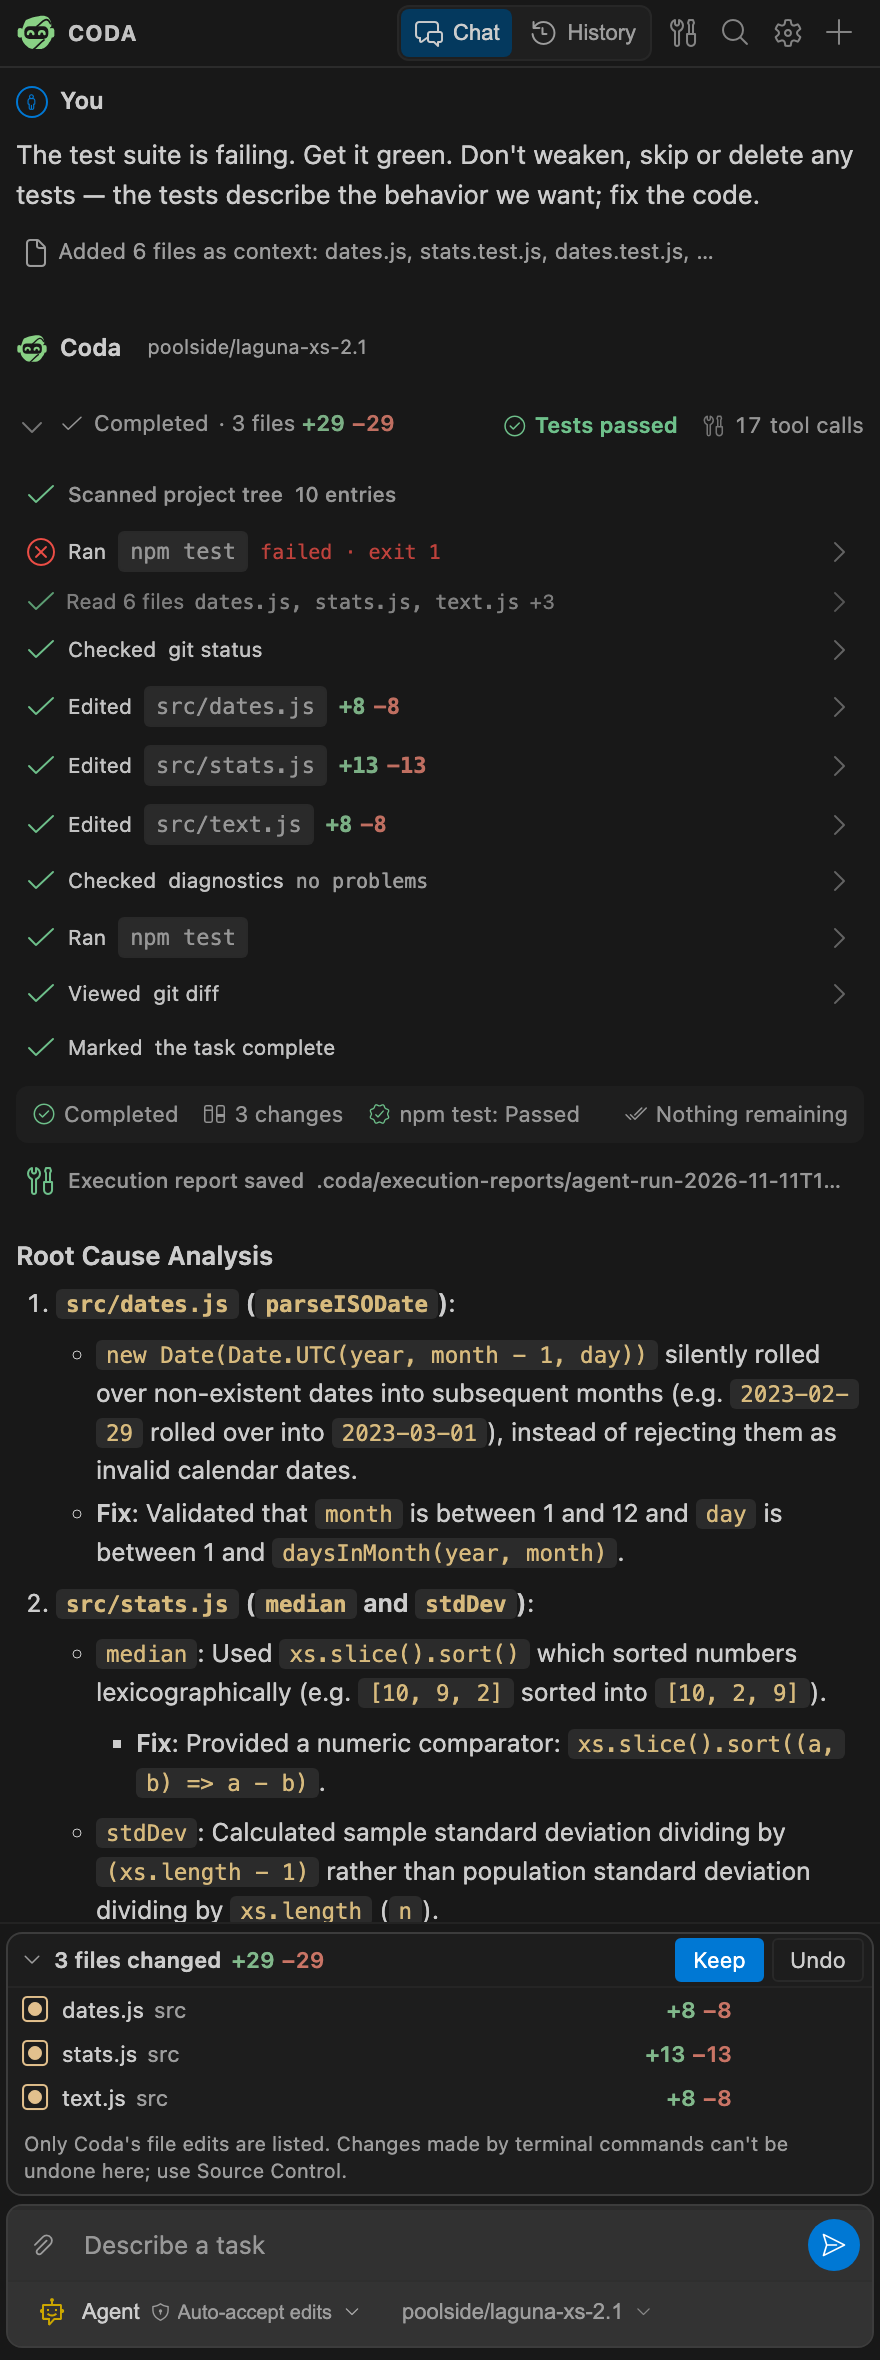 CODA
Chat
History
You
The test suite is failing. Get it green. Don't weaken, skip or delete any
tests — the tests describe the behavior we want; fix the code.
Added 6 files as context: dates.js, stats.test.js, dates.test.js, ...
Coda poolside/laguna-xs-2.1
Completed · 3 files +29 −29 Tests passed 17 tool calls
Scanned project tree 10 entries
Ran npm test failed · exit 1
Read 6 files dates.js, stats.js, text.js +3
Checked git status
Edited src/dates.js +8 −8
Edited src/stats.js +13 −13
Edited src/text.js +8 −8
Checked diagnostics no problems
Ran npm test
Viewed git diff
Marked the task complete
Completed 3 changes npm test: Passed Nothing remaining
Execution report saved .coda/execution-reports/agent-run-2026-11-11T1...
Root Cause Analysis
1. src/dates.js (parseISODate):
new Date(Date.UTC(year, month - 1, day)) silently rolled
over non-existent dates into subsequent months (e.g. 2023-02-
29 rolled over into 2023-03-01), instead of rejecting them as
invalid calendar dates.
Fix: Validated that month is between 1 and 12 and day is
between 1 and daysInMonth(year, month).
2. src/stats.js (median and stdDev):
median: Used xs.slice().sort() which sorted numbers
lexicographically (e.g. [10, 9, 2] sorted into [10, 2, 9]).
Fix: Provided a numeric comparator: xs.slice().sort((a,
b) => a - b).
stdDev: Calculated sample standard deviation dividing by
(xs.length - 1) rather than population standard deviation
dividing by xs.length (n).
3 files changed +29 −29 Keep Undo
dates.js src +8 −8
stats.js src +13 −13
text.js src +8 −8
Only Coda's file edits are listed. Changes made by terminal commands can't be
undone here; use Source Control.
Describe a task
Agent Auto-accept edits poolside/laguna-xs-2.1